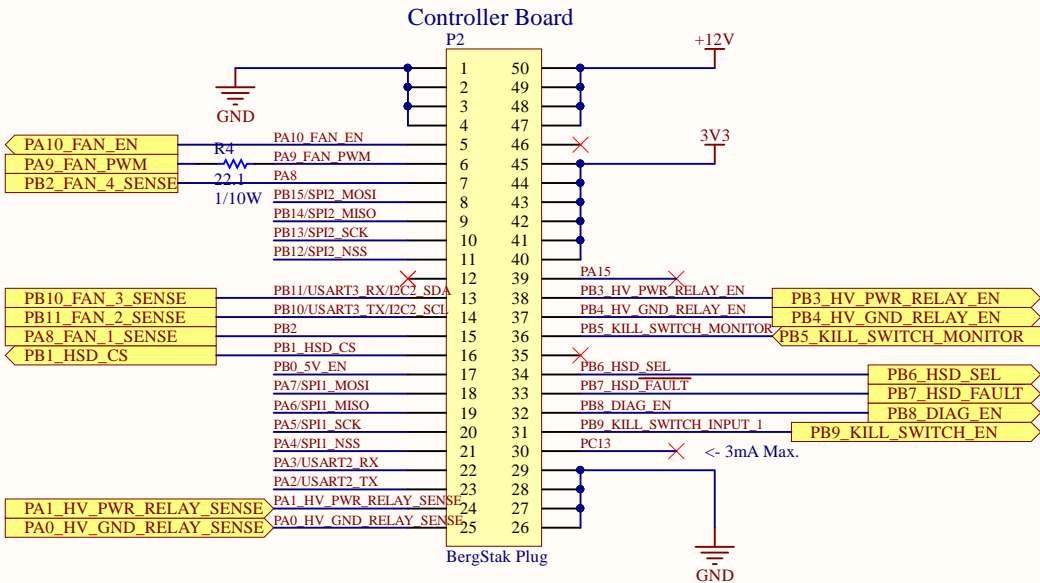 Controller Board
P2
GND
1
2
3
4
5
6
7
8
9
10
11
12
13
14
15
16
17
18
19
20
21
22
23
24
25
50
49
48
47
46
45
44
43
42
41
40
39
38
37
36
35
34
33
32
31
30
29
28
27
26
PA10_FAN_EN
PA9_FAN_PWM
PB2_FAN_4_SENSE
R4
22.1
1/10W
PA10_FAN_EN
PA9_FAN_PWM
PA8
PB15/SPI2_MOSI
PB14/SPI2_MISO
PB13/SPI2_SCK
PB12/SPI2_NSS
PB10_FAN_3_SENSE
PB11_FAN_2_SENSE
PA8_FAN_1_SENSE
PB1_HSD_CS
PB11/USART3_RX/I2C2_SDA
PB10/USART3_TX/I2C2_SCL
PB2
PB1_HSD_CS
PB0_5V_EN
PA7/SPI1_MOSI
PA6/SPI1_MISO
PA5/SPI1_SCK
PA4/SPI1_NSS
PA3/USART2_RX
PA2/USART2_TX
PA1_HV_PWR_RELAY_SENSE
PA0_HV_GND_RELAY_SENSE
PA1_HV_PWR_RELAY_SENSE
PA0_HV_GND_RELAY_SENSE
+12V
3V3
PA15
PB3_HV_PWR_RELAY_EN
PB4_HV_GND_RELAY_EN
PB5_KILL_SWITCH_MONITOR
PB3_HV_PWR_RELAY_EN
PB4_HV_GND_RELAY_EN
PB5_KILL_SWITCH_MONITOR
PB6_HSD_SEL
PB7_HSD_FAULT
PB8_DIAG_EN
PB9_KILL_SWITCH_INPUT_1
PC13
PB6_HSD_SEL
PB7_HSD_FAULT
PB8_DIAG_EN
PB9_KILL_SWITCH_EN
<- 3mA Max.
GND
BergStak Plug